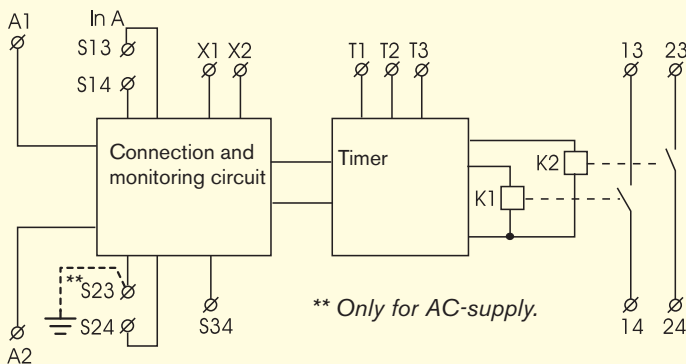 A1
In A
S13
S14
X1 X2
T1 T2 T3
13 23
Connection and
monitoring circuit
Timer
K2
K1
**S23
S24
S34
** Only for AC-supply.
14 24
A2